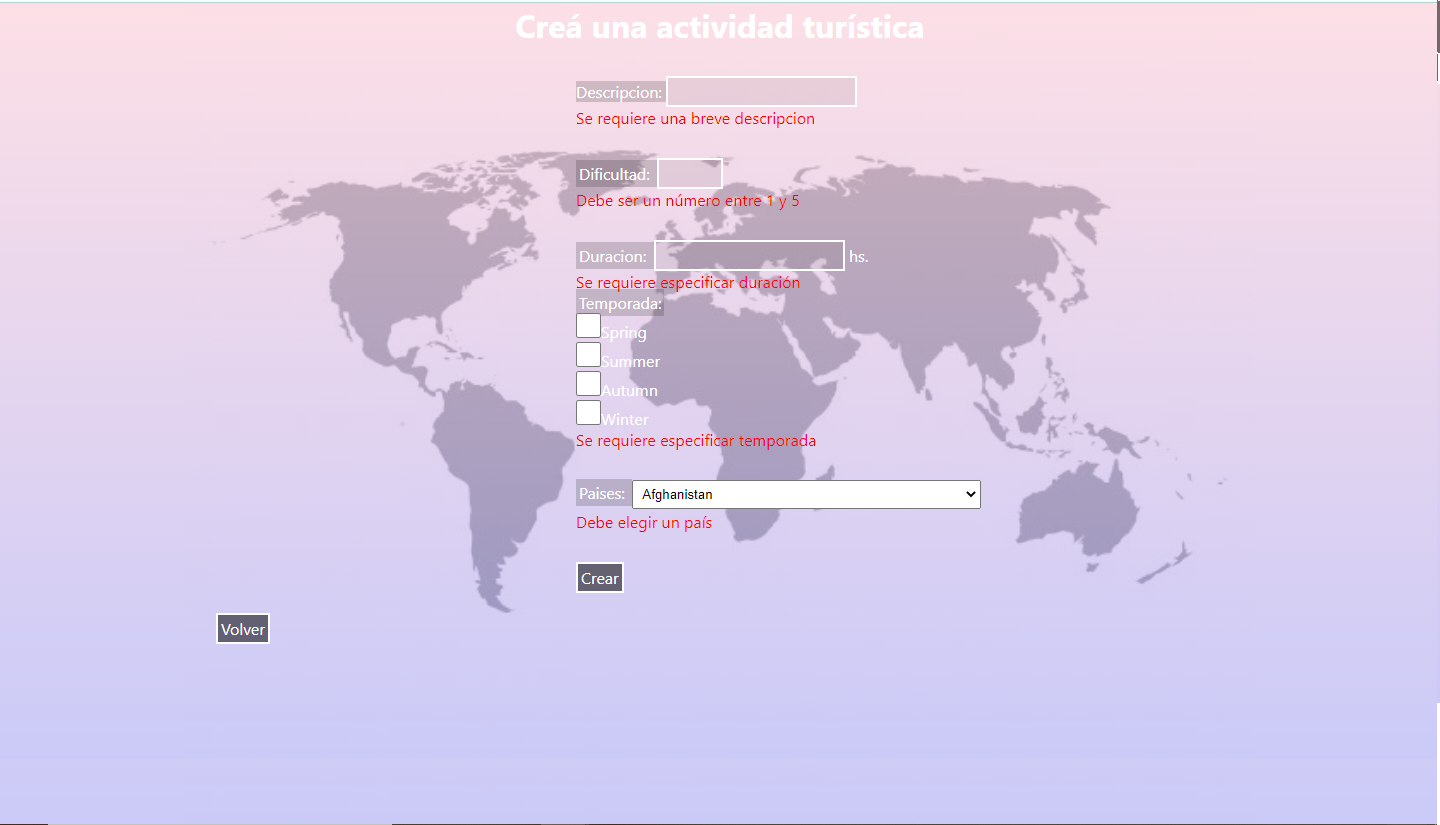 Creá una actividad turística
Descripcion:
Se requiere una breve descripcion
Dificultad:
Debe ser un número entre 1 y 5
Duracion: hs.
Se requiere especificar duración
Temporada:
Spring
Summer
Autumn
Winter
Se requiere especificar temporada
Paises: Afghanistan
Debe elegir un país
Crear
Volver